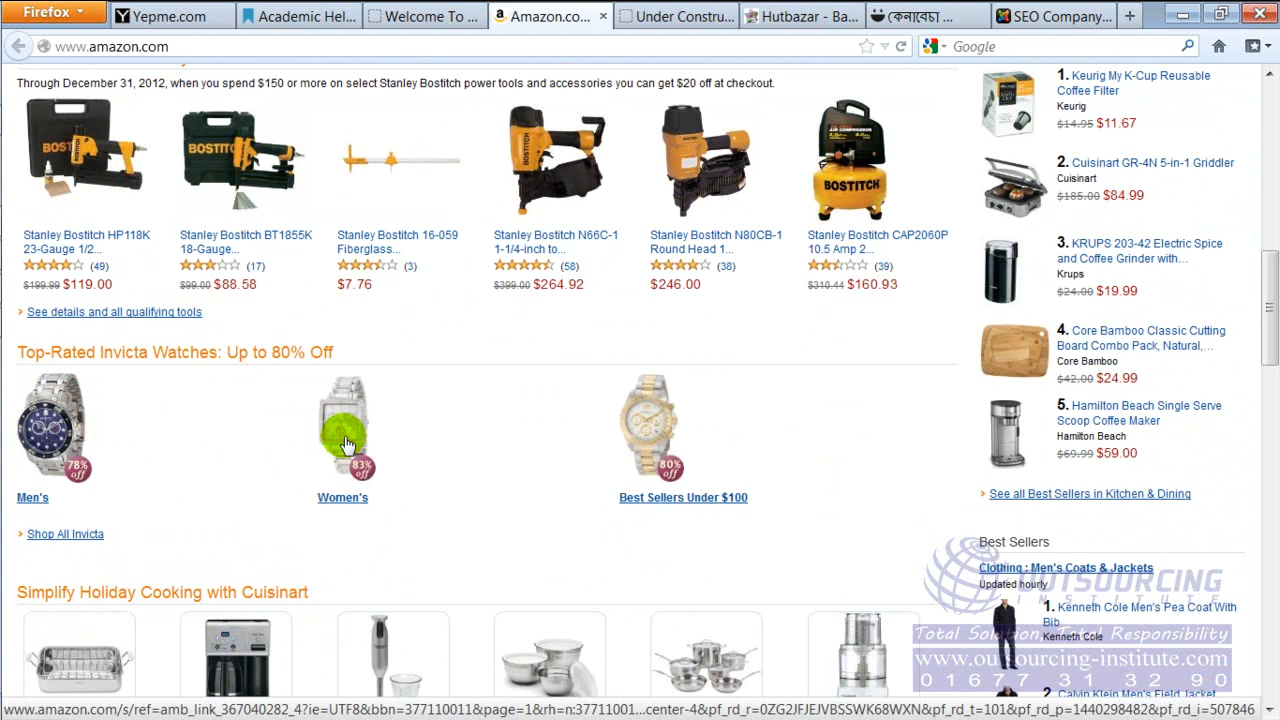 Firefox
Yepme.com
Academic Hel...
Welcome To ...
Amazon.co...
Under Constru...
Hutbazar - Ba...
কেনাবেচা ...
SEO Company...
www.amazon.com
Google
Through December 31, 2012, when you spend $150 or more on select Stanley Bostitch power tools and accessories you can get $20 off at checkout.
Stanley Bostitch HP118K
23-Gauge 1/2...
(49)
$199.99 $119.00
Stanley Bostitch BT1855K
18-Gauge...
(17)
$99.00 $88.58
Stanley Bostitch 16-059
Fiberglass...
(3)
$7.76
Stanley Bostitch N66C-1
1-1/4-inch to...
(58)
$399.00 $264.92
Stanley Bostitch N80CB-1
Round Head 1...
(38)
$246.00
BOSTITCH
Stanley Bostitch CAP2060P
10.5 Amp 2...
(39)
$310.44 $160.93
See details and all qualifying tools
Top-Rated Invicta Watches: Up to 80% Off
78%
off
Men's
83%
off
Women's
80%
off
Best Sellers Under $100
Shop All Invicta
Simplify Holiday Cooking with Cuisinart
1. Keurig My K-Cup Reusable
Coffee Filter
Keurig
$14.95 $11.67
2. Cuisinart GR-4N 5-in-1 Griddler
Cuisinart
$185.00 $84.99
3. KRUPS 203-42 Electric Spice
and Coffee Grinder with...
Krups
$24.00 $19.99
4. Core Bamboo Classic Cutting
Board Combo Pack, Natural,...
Core Bamboo
$42.00 $24.99
5. Hamilton Beach Single Serve
Scoop Coffee Maker
Hamilton Beach
$69.99 $59.00
See all Best Sellers in Kitchen & Dining
Best Sellers
Clothing : Men's Coats & Jackets
Updated hourly
1. Kenneth Cole Men's Pea Coat With
Bib
Kenneth Cole
2. Calvin Klein Men's Field Jacket
OUTSOURCING
INSTITUTE
Total Solution, Total Responsibility
www.outsourcing-institute.com
01677 31 32 90
www.amazon.com/s/ref=amb_link_367040282_4?ie=UTF8&bbn=377110011&page=1&rh=n:377110011...center-4&pf_rd_r=0ZG2JFJEJVBSSWK68WXN&pf_rd_t=101&pf_rd_p=1440298482&pf_rd_i=507846